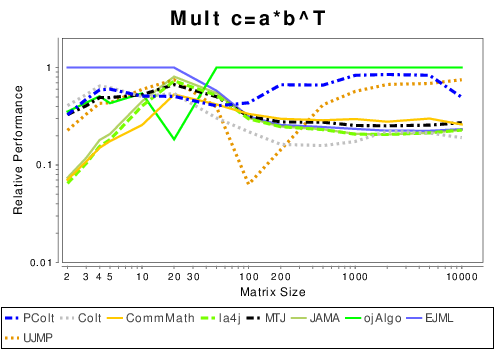 Mult c=a*b^T
Relative Performance
1
0.1
0.01
2 3 4 5 10 20 30 50 100 200 1000 10000
Matrix Size
PColt Colt CommMath la4j MTJ JAMA ojAlgo EJML
UJMP